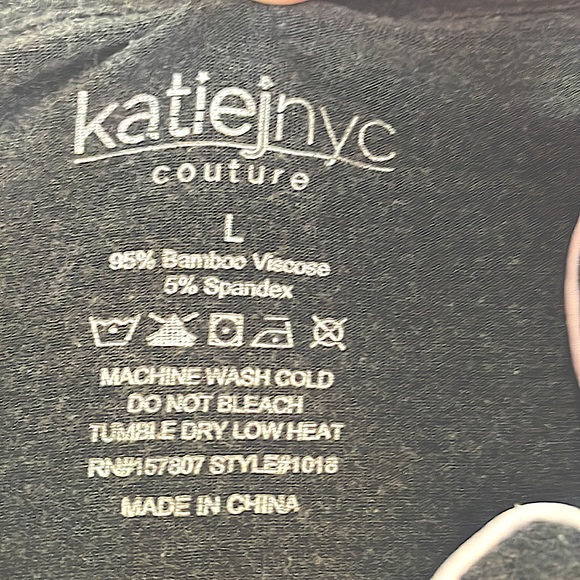 katiejnyc
couture
L
95% Bamboo Viscose
5% Spandex
MACHINE WASH COLD
DO NOT BLEACH
TUMBLE DRY LOW HEAT
RN#157807 STYLE#1018
MADE IN CHINA